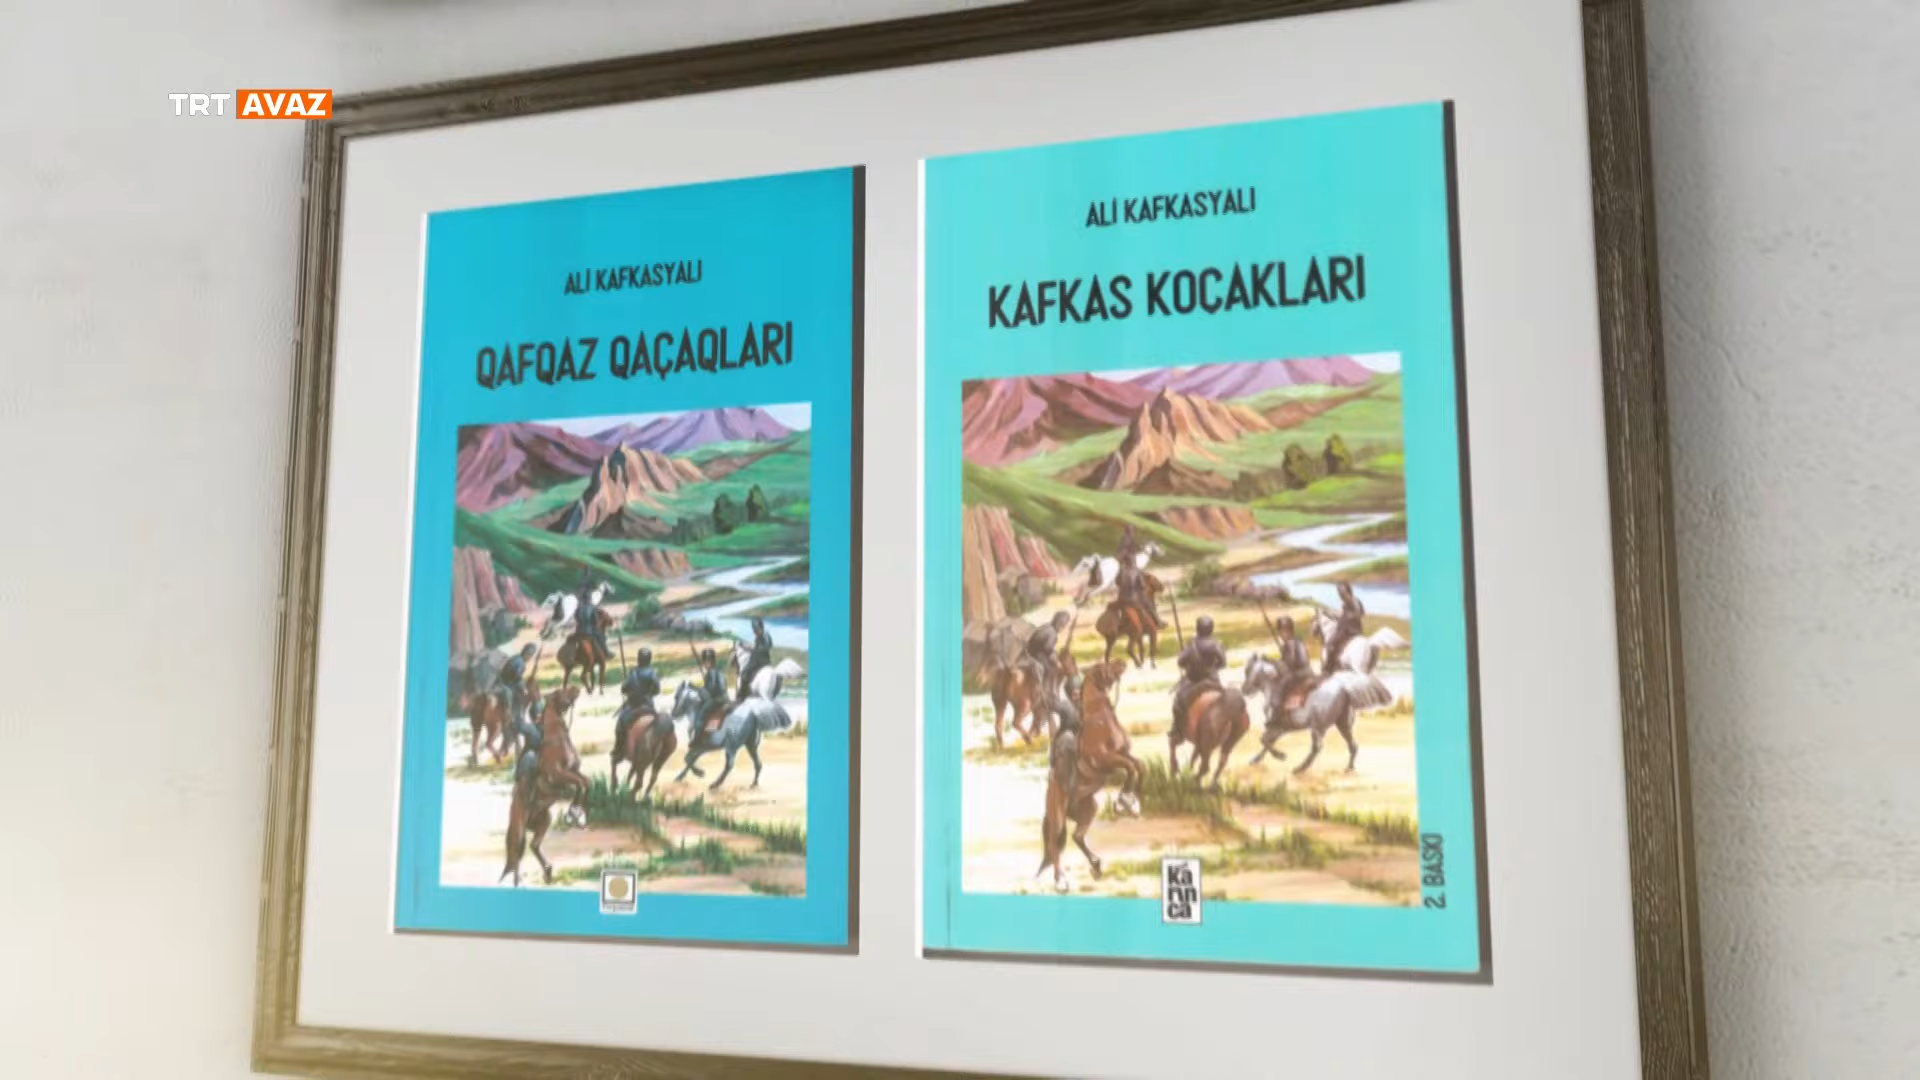 TRT AVAZ
ALİ KAFKASYALI
QAFQAZ QAÇAQLARI
ALİ KAFKASYALI
KAFKAS KOÇAKLARI
karınca
2. BASKI